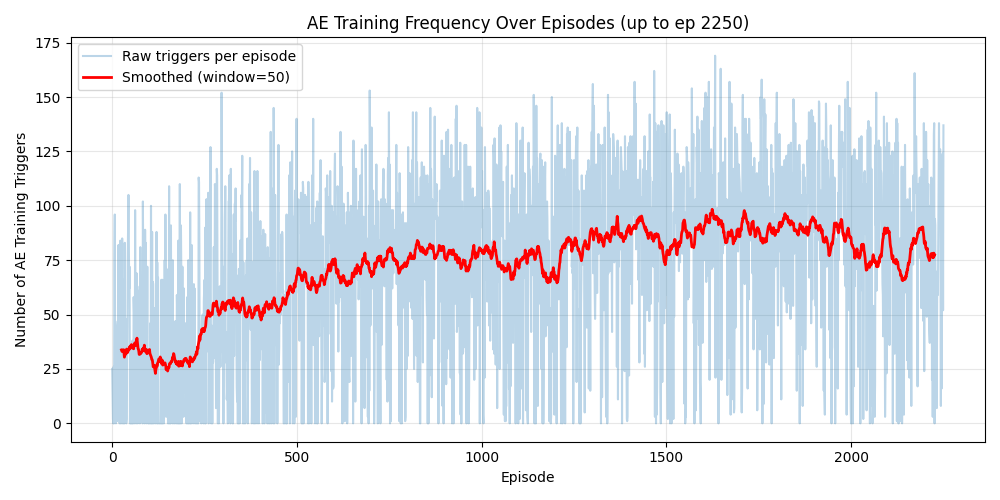 AE Training Frequency Over Episodes (up to ep 2250)
Raw triggers per episode
Smoothed (window=50)
Number of AE Training Triggers
175
150
125
100
75
50
25
0
0 500 1000 1500 2000
Episode